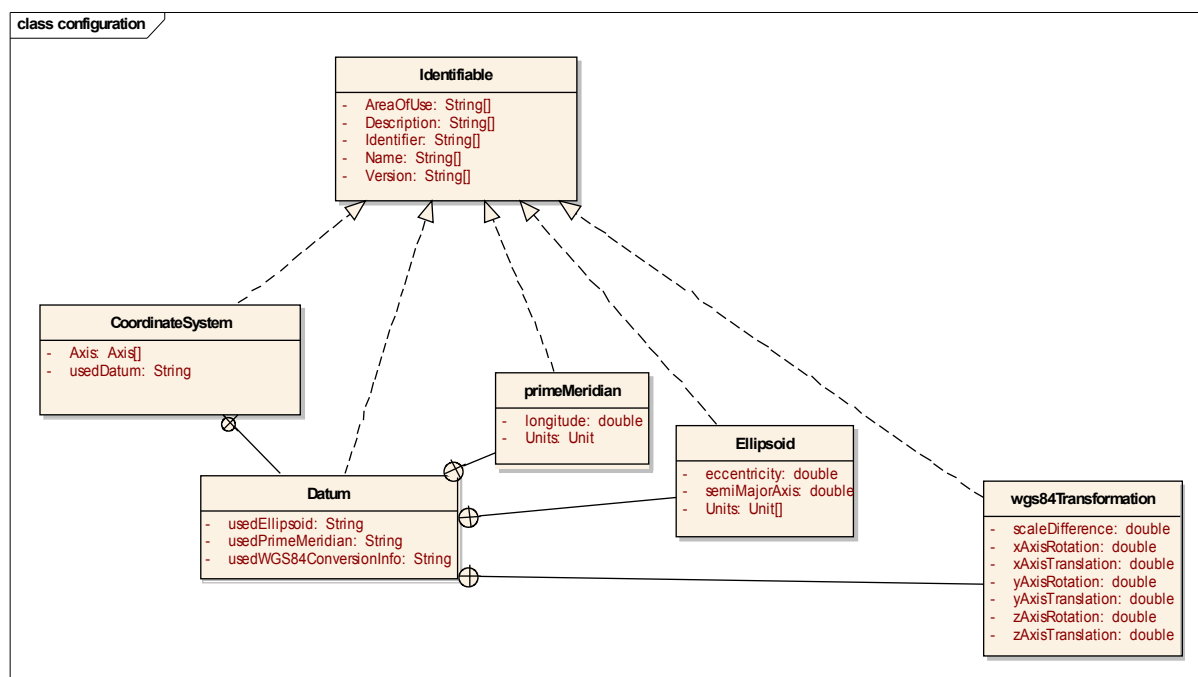 class configuration
Identifiable
- AreaOfUse: String[]
- Description: String[]
- Identifier: String[]
- Name: String[]
- Version: String[]
CoordinateSystem
- Axis: Axis[]
- usedDatum: String
primeMeridian
- longitude: double
- Units: Unit
Ellipsoid
- eccentricity: double
- semiMajorAxis: double
- Units: Unit[]
Datum
- usedEllipsoid: String
- usedPrimeMeridian: String
- usedWGS84ConversionInfo: String
wgs84Transformation
- scaleDifference: double
- xAxisRotation: double
- xAxisTranslation: double
- yAxisRotation: double
- yAxisTranslation: double
- zAxisRotation: double
- zAxisTranslation: double